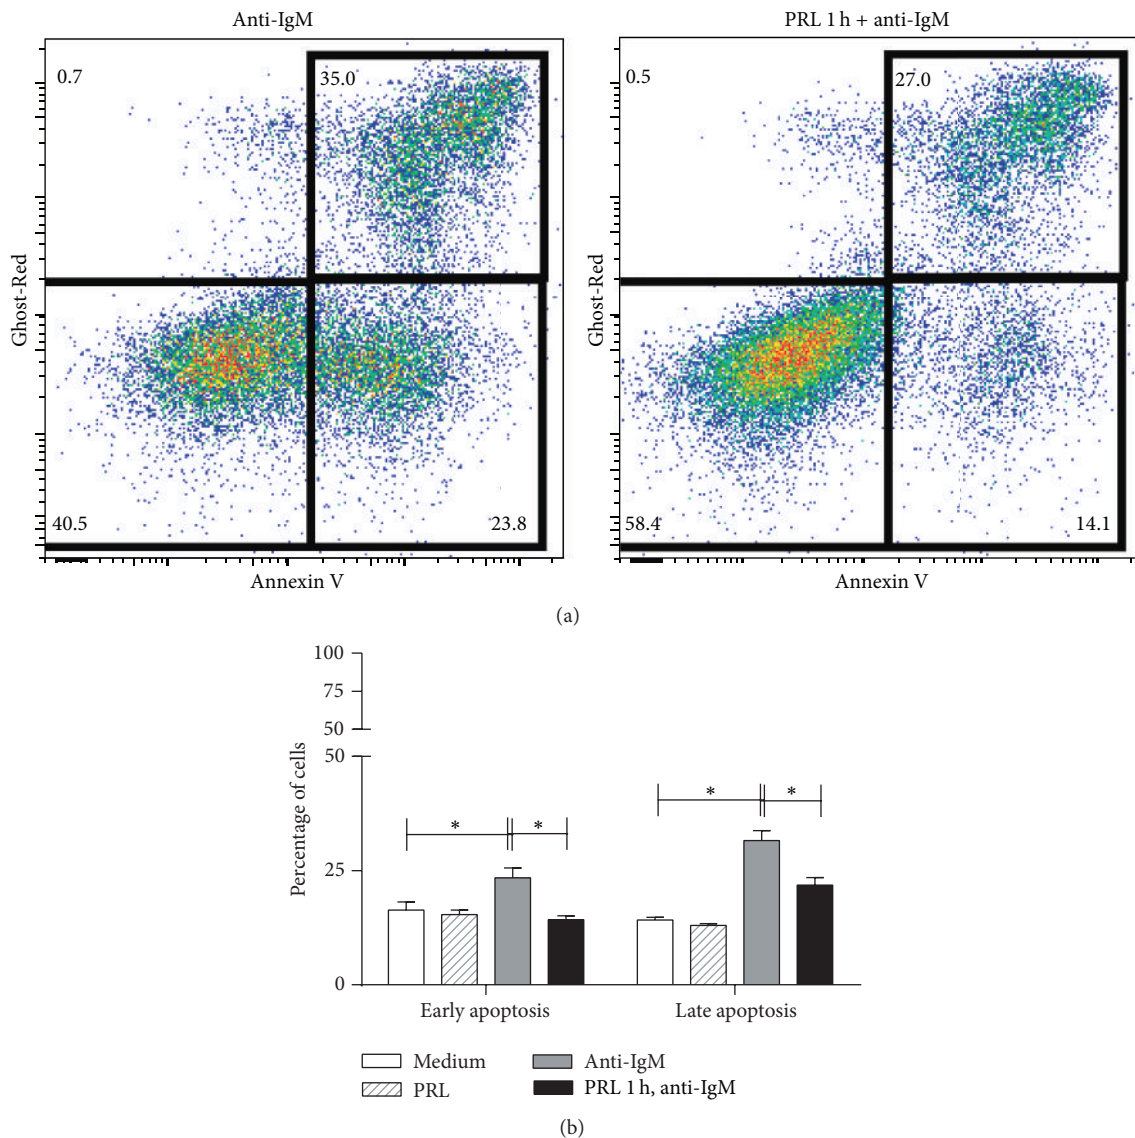 Anti-IgM
PRL 1 h + anti-IgM
0.7
35.0
0.5
27.0
Ghost-Red
Ghost-Red
40.5
23.8
58.4
14.1
Annexin V
Annexin V
(a)
100
75
50
50
25
0
Percentage of cells
*
*
*
*
Early apoptosis
Late apoptosis
Medium
Anti-IgM
PRL
PRL 1 h, anti-IgM
(b)